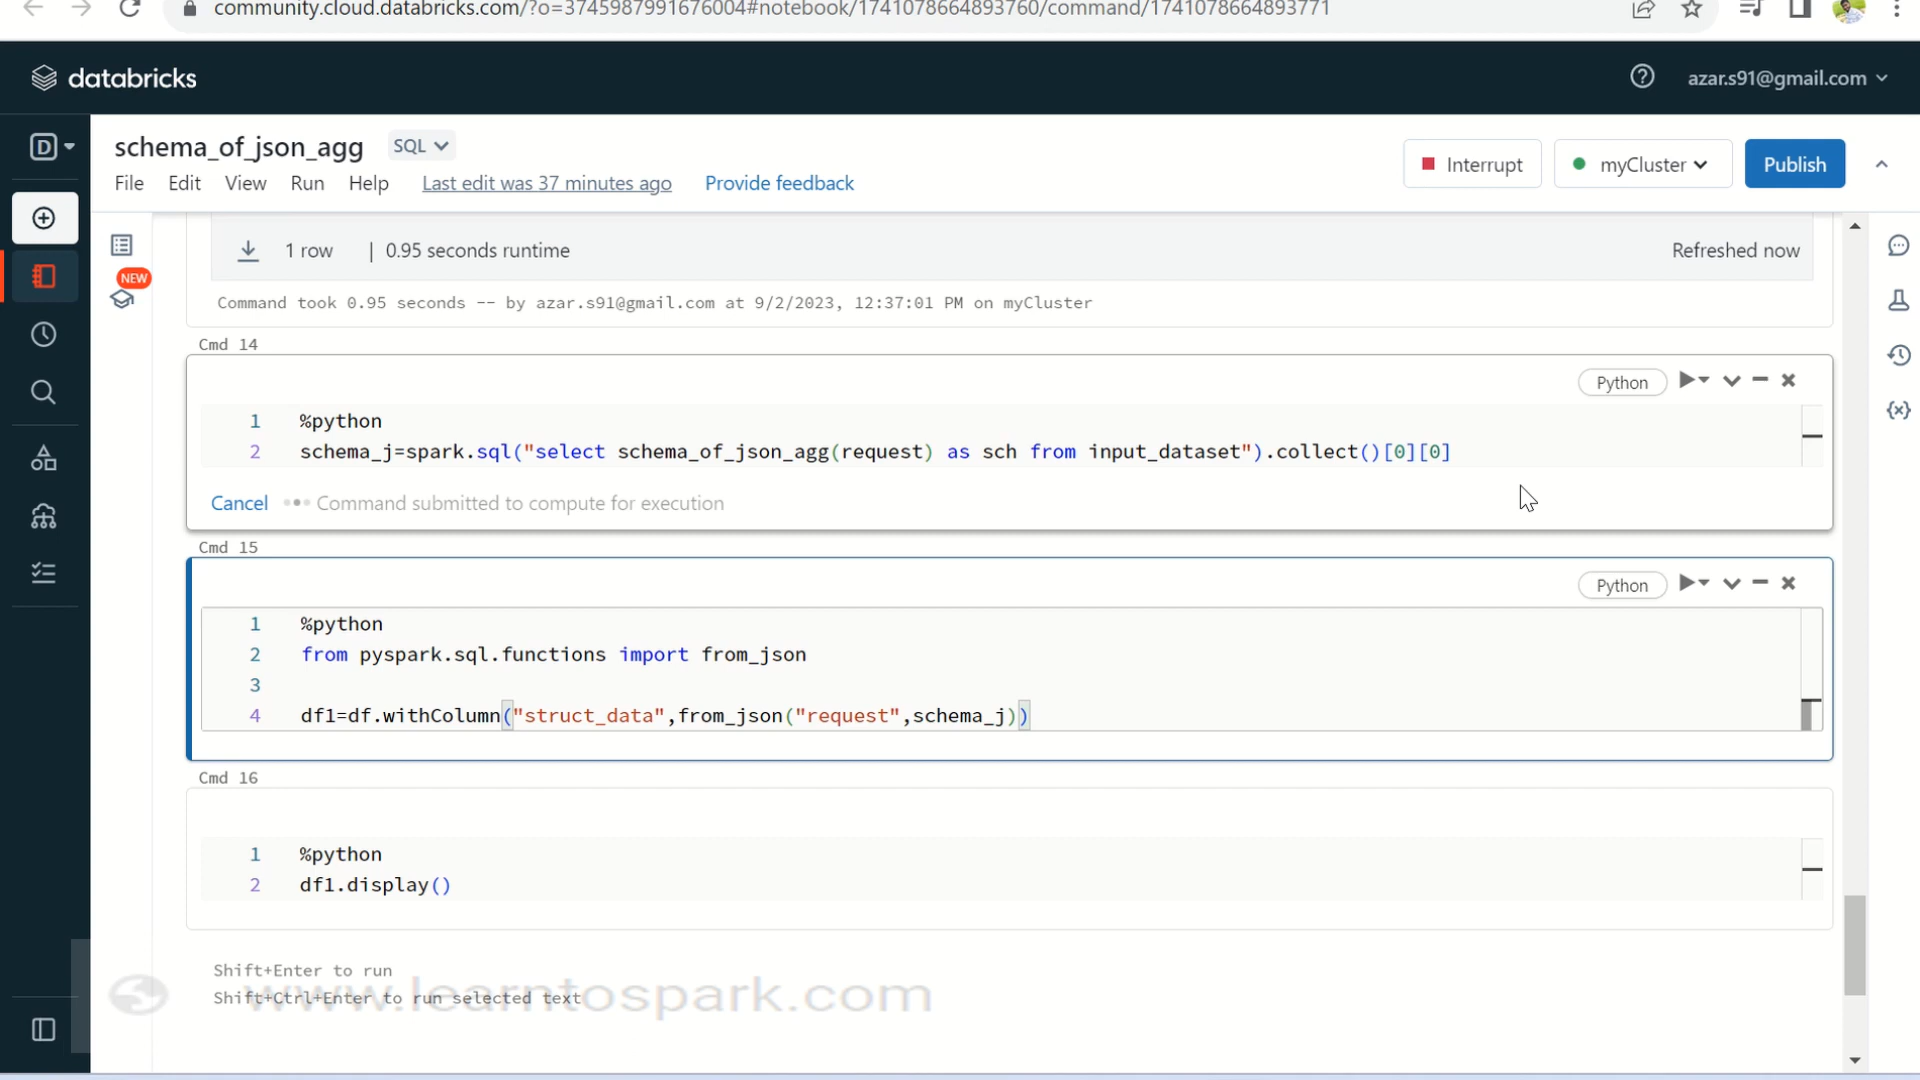 community.cloud.databricks.com/?o=3745987991676004#notebook/1741078664893760/command/1741078664893771
databricks
azar.s91@gmail.com
D
schema_of_json_agg SQL
File Edit View Run Help Last edit was 37 minutes ago Provide feedback
Interrupt myCluster Publish
NEW
1 row | 0.95 seconds runtime Refreshed now
Command took 0.95 seconds -- by azar.s91@gmail.com at 9/2/2023, 12:37:01 PM on myCluster
Cmd 14
Python
1 %python
2 schema_j=spark.sql("select schema_of_json_agg(request) as sch from input_dataset").collect()[0][0]
Cancel Command submitted to compute for execution
Cmd 15
Python
1 %python
2 from pyspark.sql.functions import from_json
3
4 df1=df.withColumn("struct_data",from_json("request",schema_j))
Cmd 16
1 %python
2 df1.display()
Shift+Enter to run
Shift+Ctrl+Enter to run selected text
www.learntospark.com